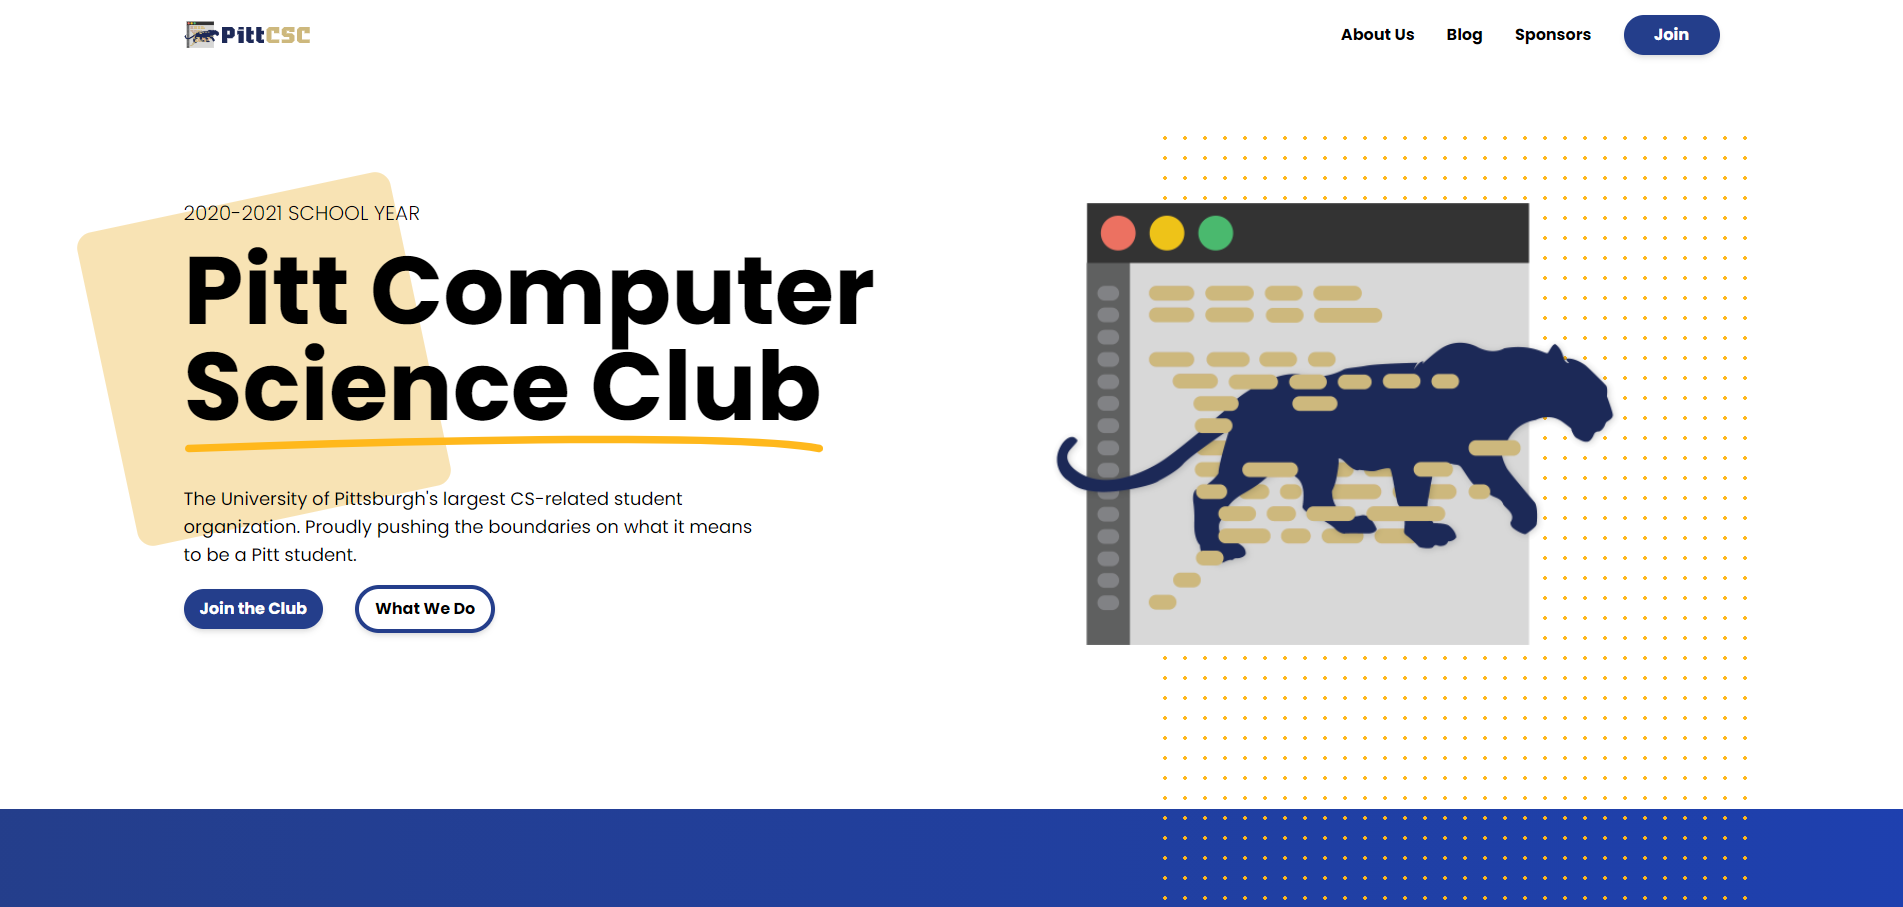 PittCSC
About Us
Blog
Sponsors
Join
2020-2021 SCHOOL YEAR
Pitt Computer
Science Club
The University of Pittsburgh's largest CS-related student
organization. Proudly pushing the boundaries on what it means
to be a Pitt student.
Join the Club
What We Do